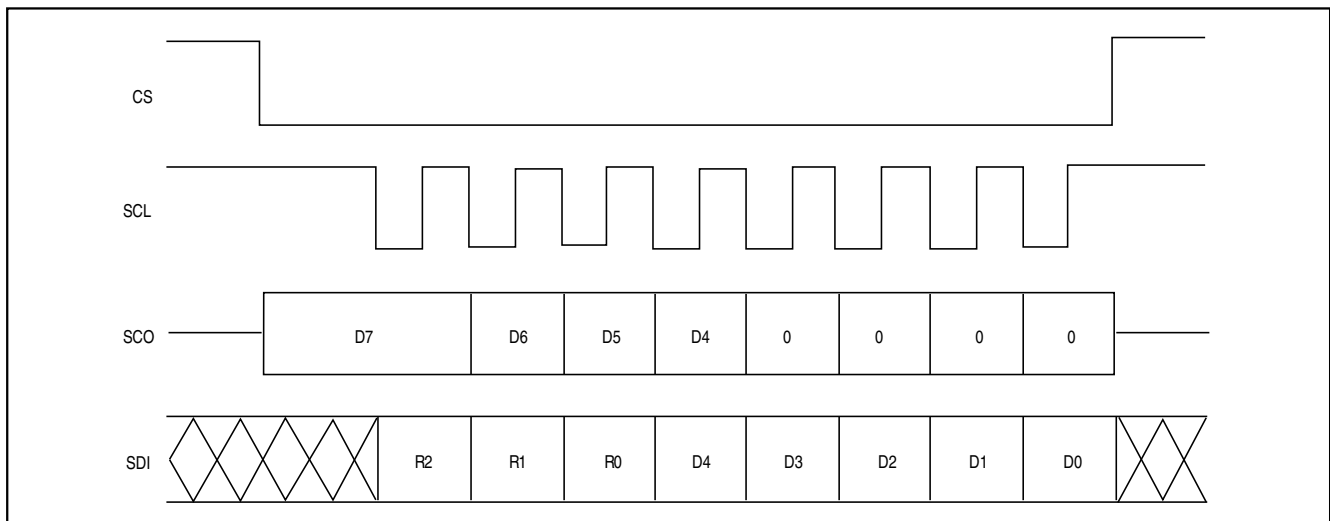 CS
SCL
SCO D7 D6 D5 D4 0 0 0 0
SDI R2 R1 R0 D4 D3 D2 D1 D0